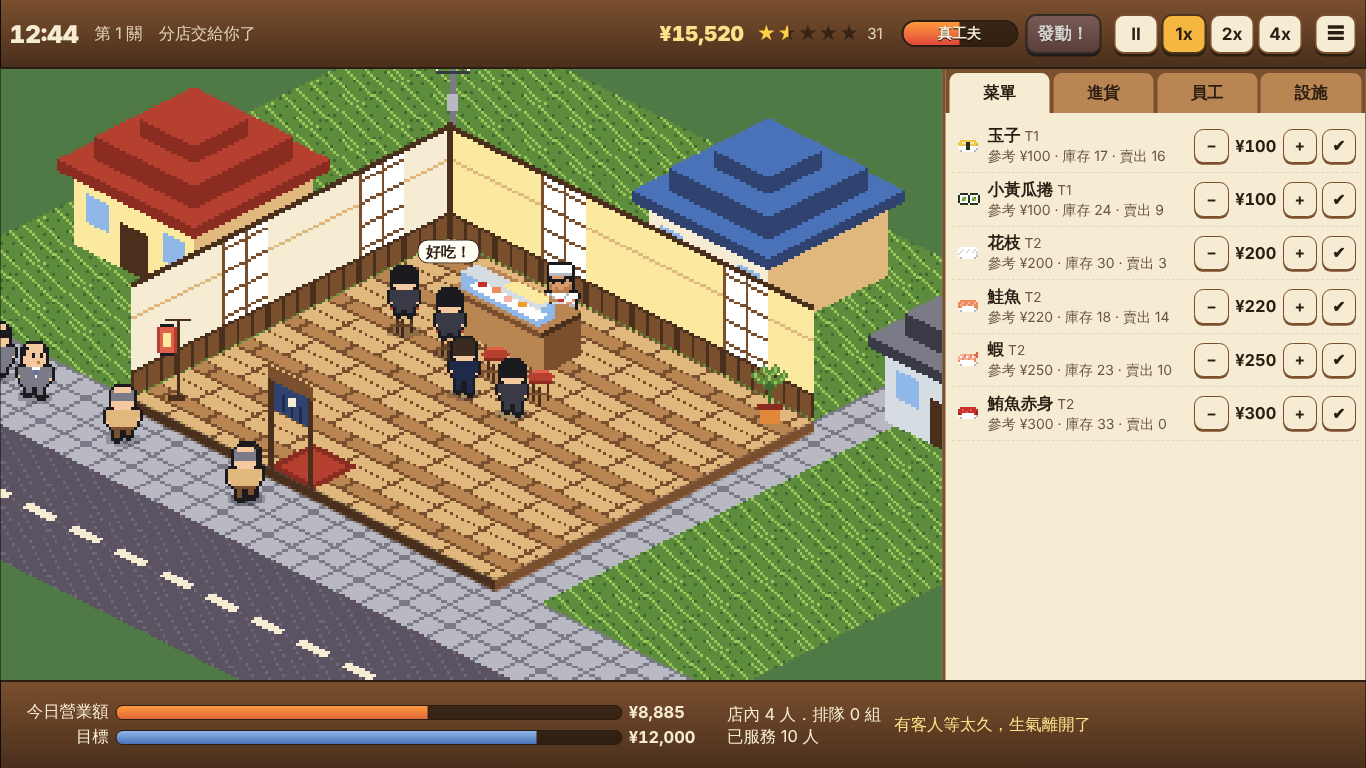 12:44 第 1 關 分店交給你了 ¥15,520 31 真工夫 發動！ II 1x 2x 4x
菜單 進貨 員工 設施
玉子 T1
參考 ¥100 · 庫存 17 · 賣出 16
− ¥100 + ✔
小黃瓜捲 T1
參考 ¥100 · 庫存 24 · 賣出 9
− ¥100 + ✔
花枝 T2
參考 ¥200 · 庫存 30 · 賣出 3
− ¥200 + ✔
鮭魚 T2
參考 ¥220 · 庫存 18 · 賣出 14
− ¥220 + ✔
蝦 T2
參考 ¥250 · 庫存 23 · 賣出 10
− ¥250 + ✔
鮪魚赤身 T2
參考 ¥300 · 庫存 33 · 賣出 0
− ¥300 + ✔
好吃！
今日營業額 ¥8,885
目標 ¥12,000
店內 4 人．排隊 0 組
已服務 10 人
有客人等太久，生氣離開了